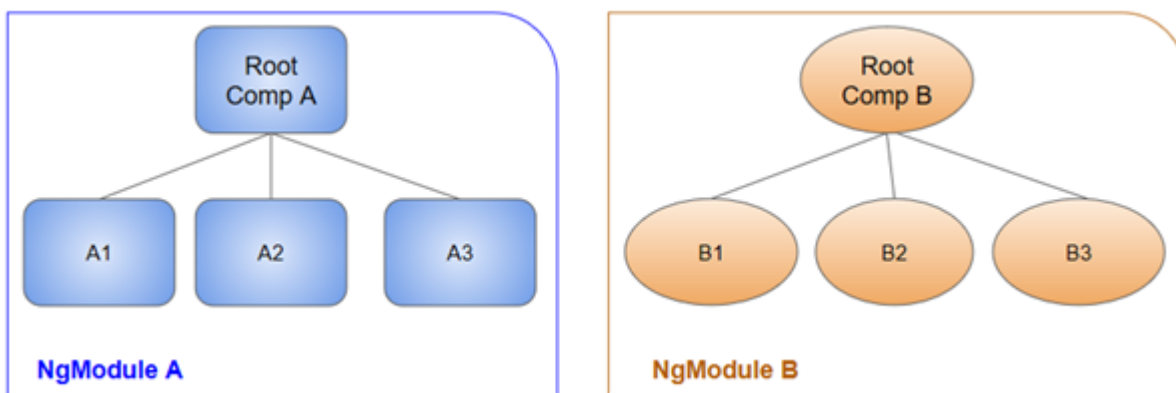 Root
Comp A
A1
A2
A3
NgModule A
Root
Comp B
B1
B2
B3
NgModule B